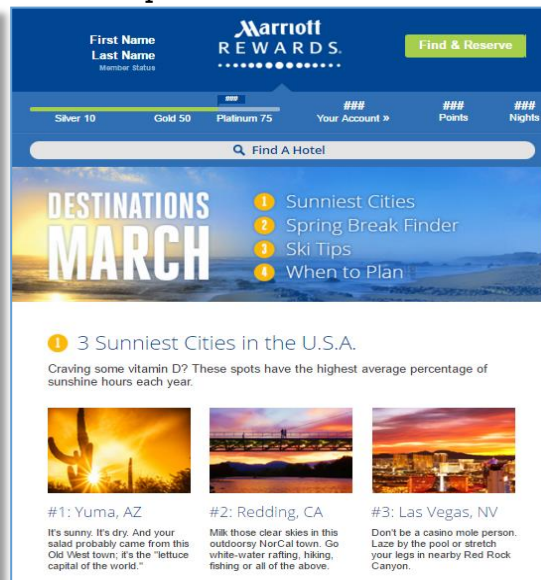 First Name
Last Name
Member Status
Marriott
REWARDS.
Find & Reserve
###
Silver 10
Gold 50
Platinum 75
###
Your Account »
###
Points
###
Nights
Find A Hotel
DESTINATIONS
MARCH
1 Sunniest Cities
2 Spring Break Finder
3 Ski Tips
4 When to Plan
1 3 Sunniest Cities in the U.S.A.
Craving some vitamin D? These spots have the highest average percentage of
sunshine hours each year.
#1: Yuma, AZ
It's sunny. It's dry. And your
salad probably came from this
Old West town; it's the "lettuce
capital of the world."
#2: Redding, CA
Milk those clear skies in this
outdoorsy NorCal town. Go
white-water rafting, hiking,
fishing or all of the above.
#3: Las Vegas, NV
Don't be a casino mole person.
Laze by the pool or stretch
your legs in nearby Red Rock
Canyon.